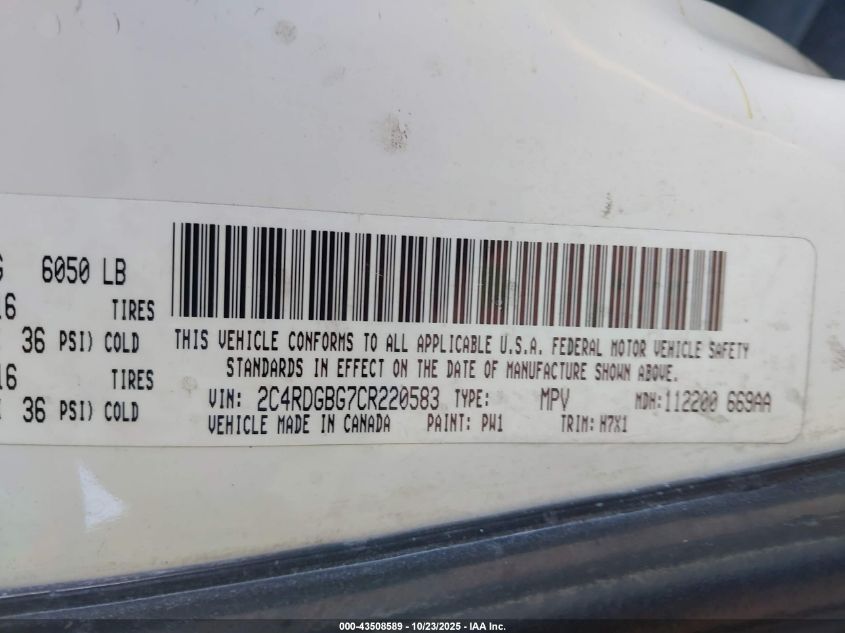 6050 LB
16 TIRES
36 PSI) COLD
16 TIRES
36 PSI) COLD
THIS VEHICLE CONFORMS TO ALL APPLICABLE U.S.A. FEDERAL MOTOR VEHICLE SAFETY
STANDARDS IN EFFECT ON THE DATE OF MANUFACTURE SHOWN ABOVE.
VIN: 2C4RDGBG7CR220583 TYPE: MPV MDH:112200 669AA
VEHICLE MADE IN CANADA PAINT: PW1 TRIM: H7X1
000-43508589 - 10/23/2025 - IAA Inc.